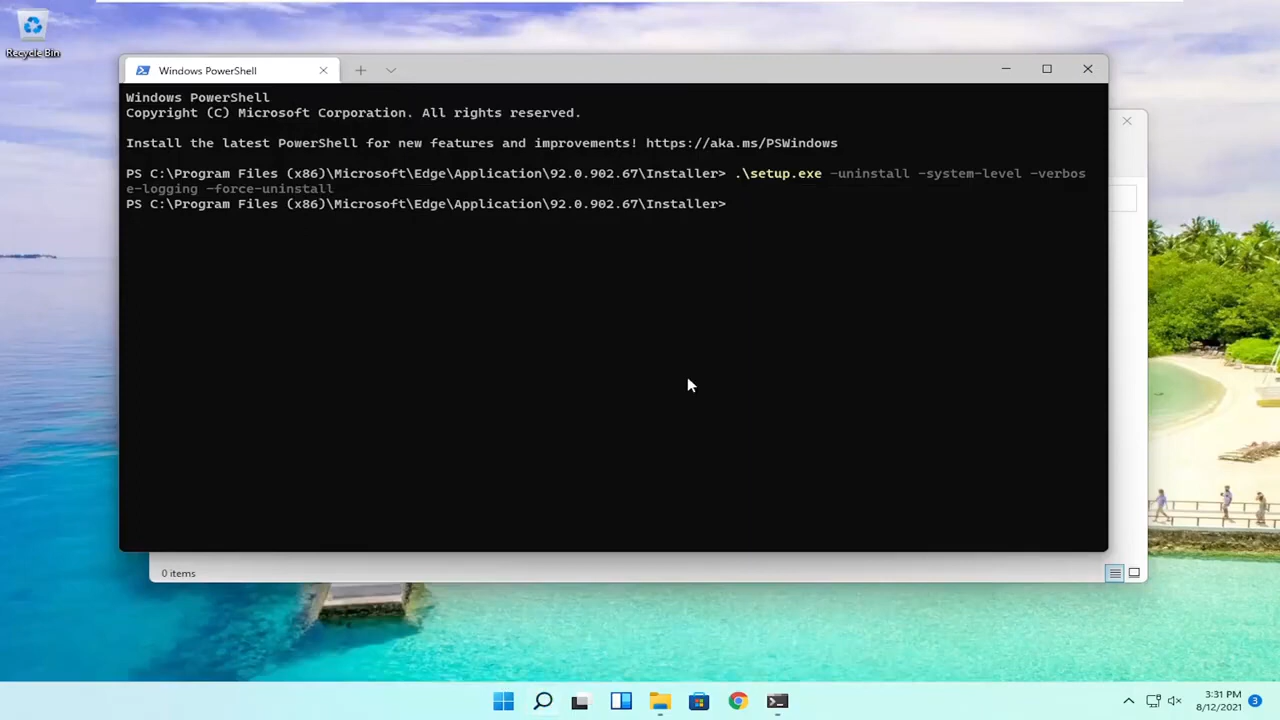 Recycle Bin
Windows PowerShell
Windows PowerShell
Copyright (C) Microsoft Corporation. All rights reserved.
Install the latest PowerShell for new features and improvements! https://aka.ms/PSWindows
PS C:\Program Files (x86)\Microsoft\Edge\Application\92.0.902.67\Installer> .\setup.exe -uninstall -system-level -verbos
e-logging -force-uninstall
PS C:\Program Files (x86)\Microsoft\Edge\Application\92.0.902.67\Installer>
0 items
3:31 PM
8/12/2021
3